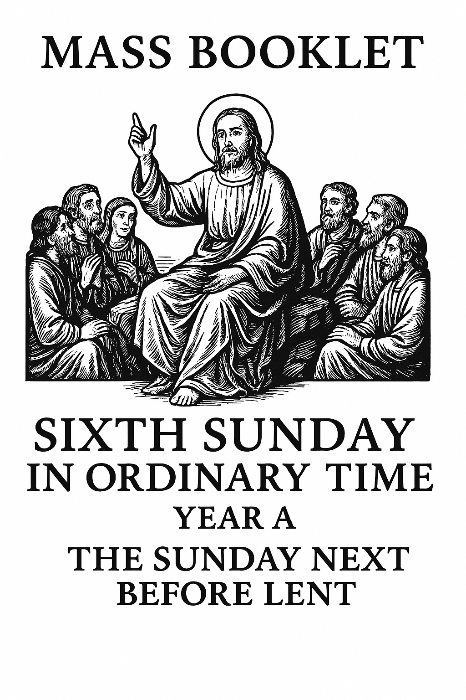 MASS BOOKLET
SIXTH SUNDAY
IN ORDINARY TIME
YEAR A
THE SUNDAY NEXT
BEFORE LENT